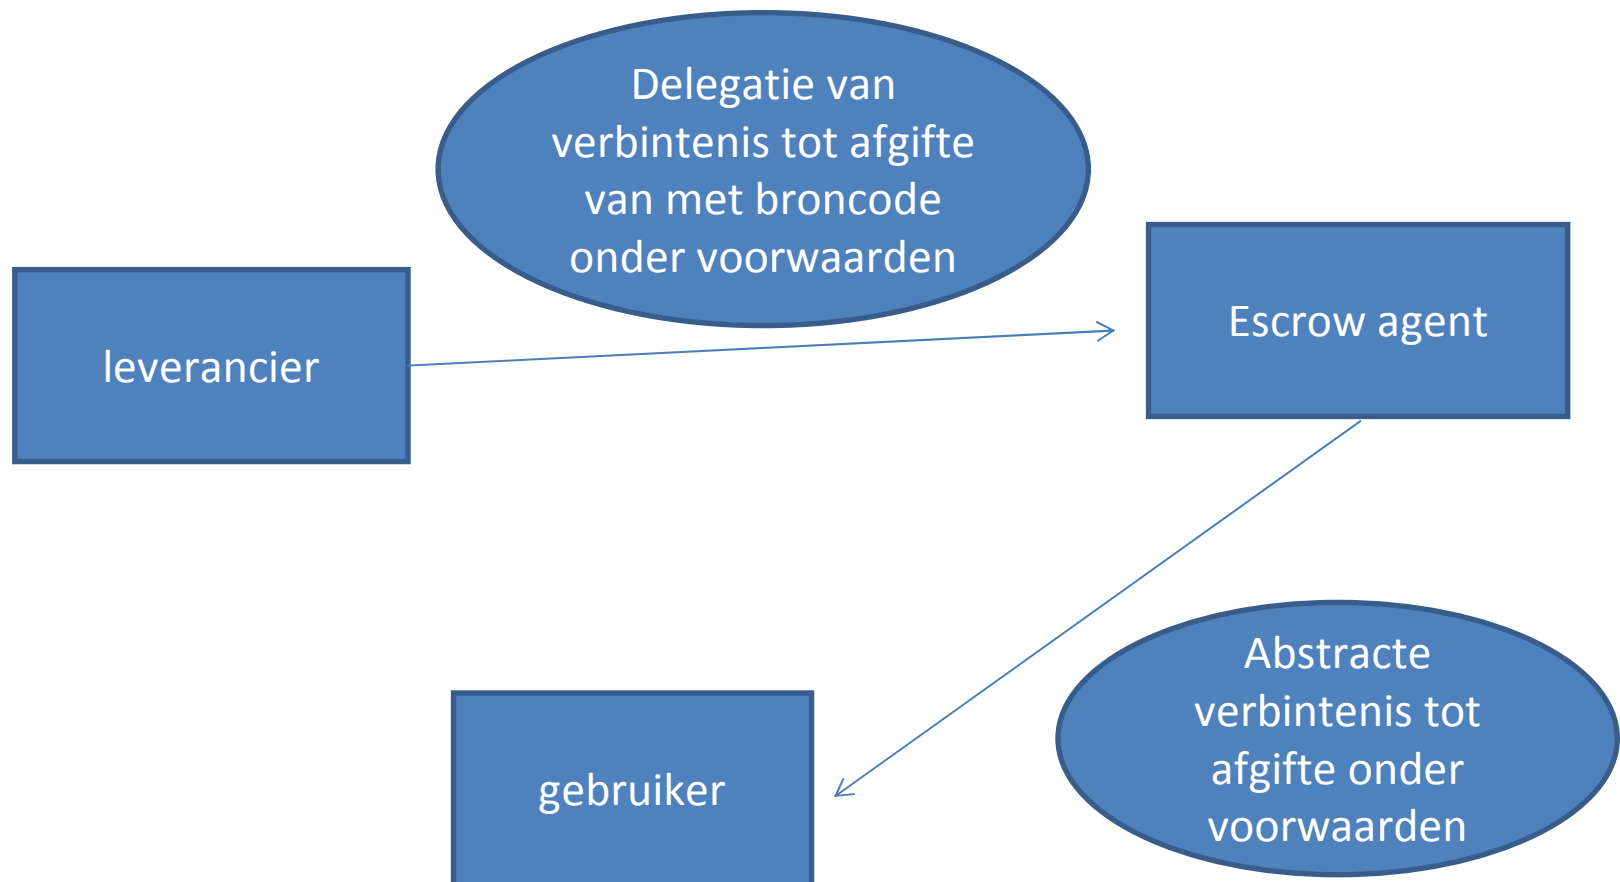 Delegatie van
verbintenis tot afgifte
van met broncode
onder voorwaarden
Escrow agent
leverancier
Abstracte
verbintenis tot
afgifte onder
voorwaarden
gebruiker